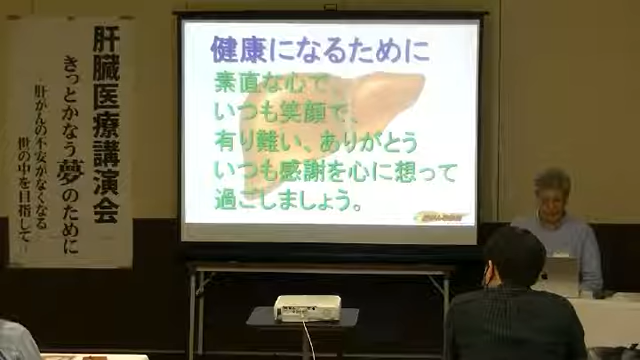 肝臓医療講演会
きっとかなう夢のために
肝がんの不安がなくなる
世の中を目指して
健康になるために
素直な心で、
いつも笑顔で、
有り難い、ありがとう
いつも感謝を心に想って
過ごしましょう。